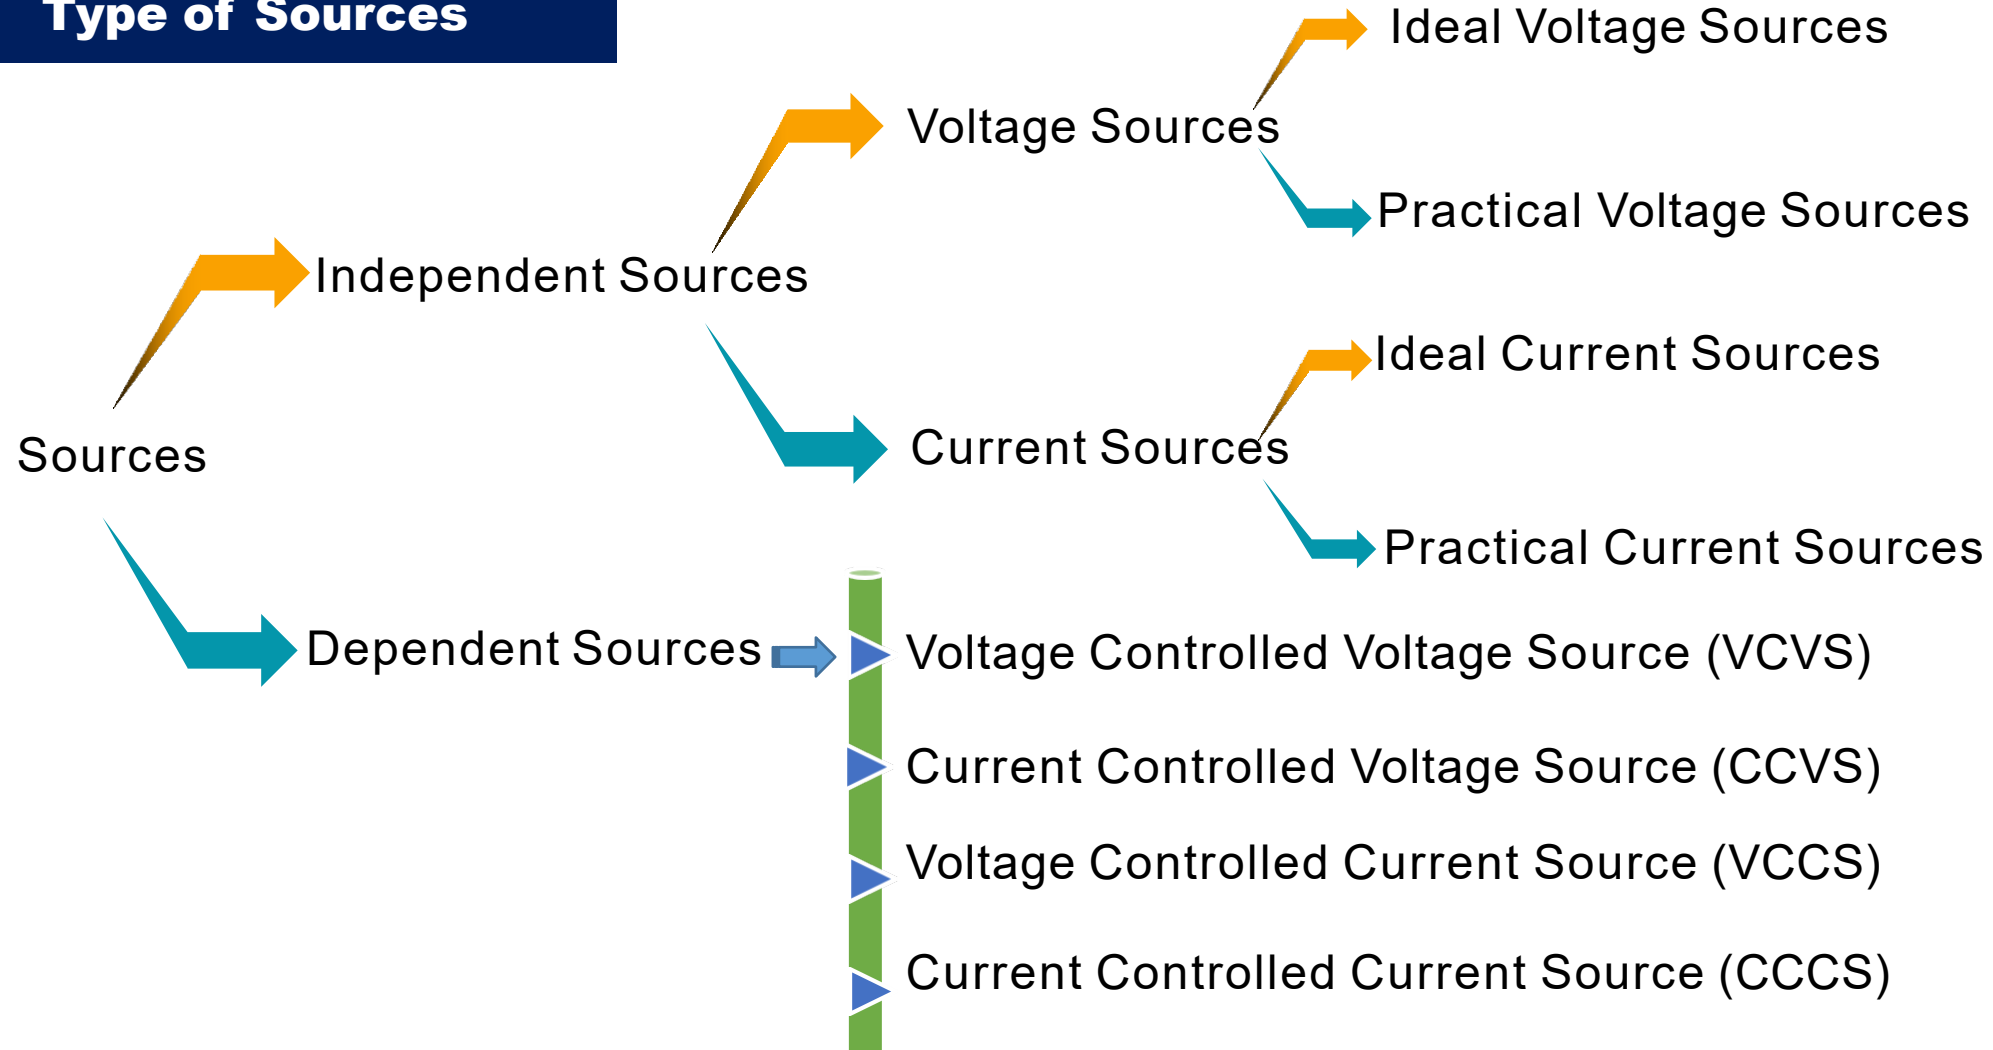 Type of Sources
Ideal Voltage Sources
Voltage Sources
Practical Voltage Sources
Independent Sources
Ideal Current Sources
Current Sources
Sources
Practical Current Sources
Dependent Sources
Voltage Controlled Voltage Source (VCVS)
Current Controlled Voltage Source (CCVS)
Voltage Controlled Current Source (VCCS)
Current Controlled Current Source (CCCS)